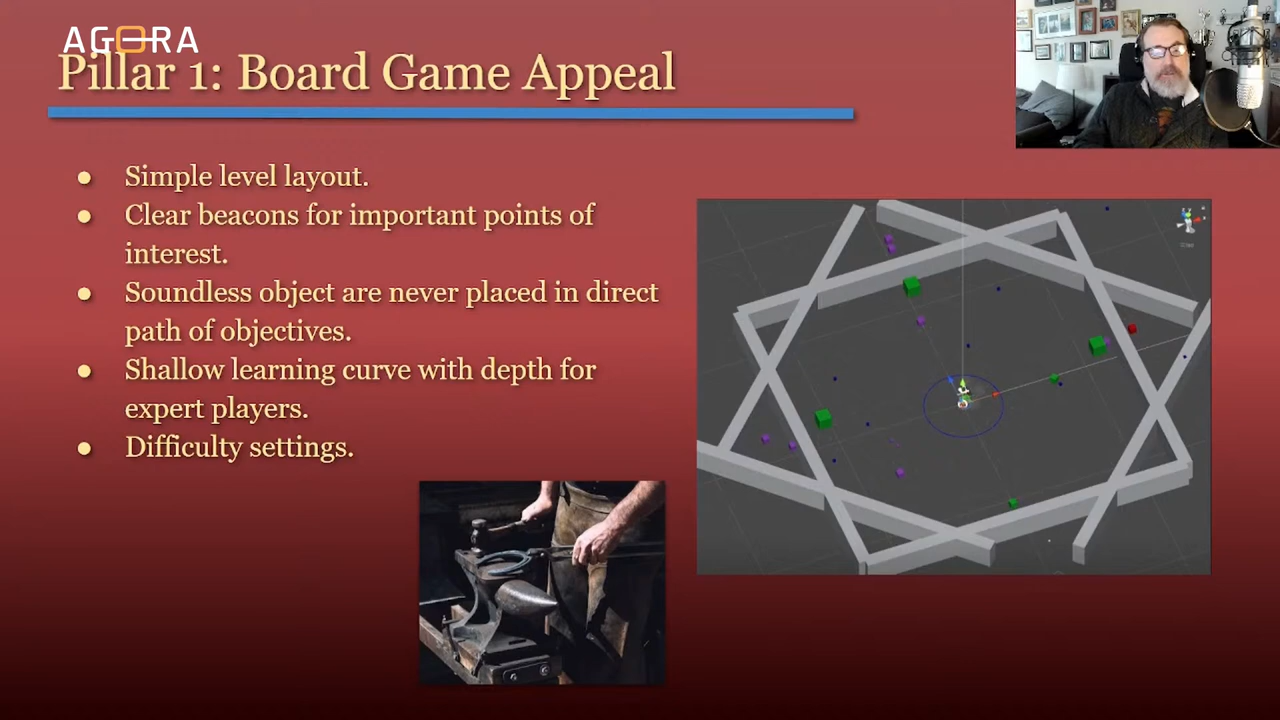 AGORA
Pillar 1: Board Game Appeal
● Simple level layout.
● Clear beacons for important points of
interest.
● Soundless object are never placed in direct
path of objectives.
● Shallow learning curve with depth for
expert players.
● Difficulty settings.